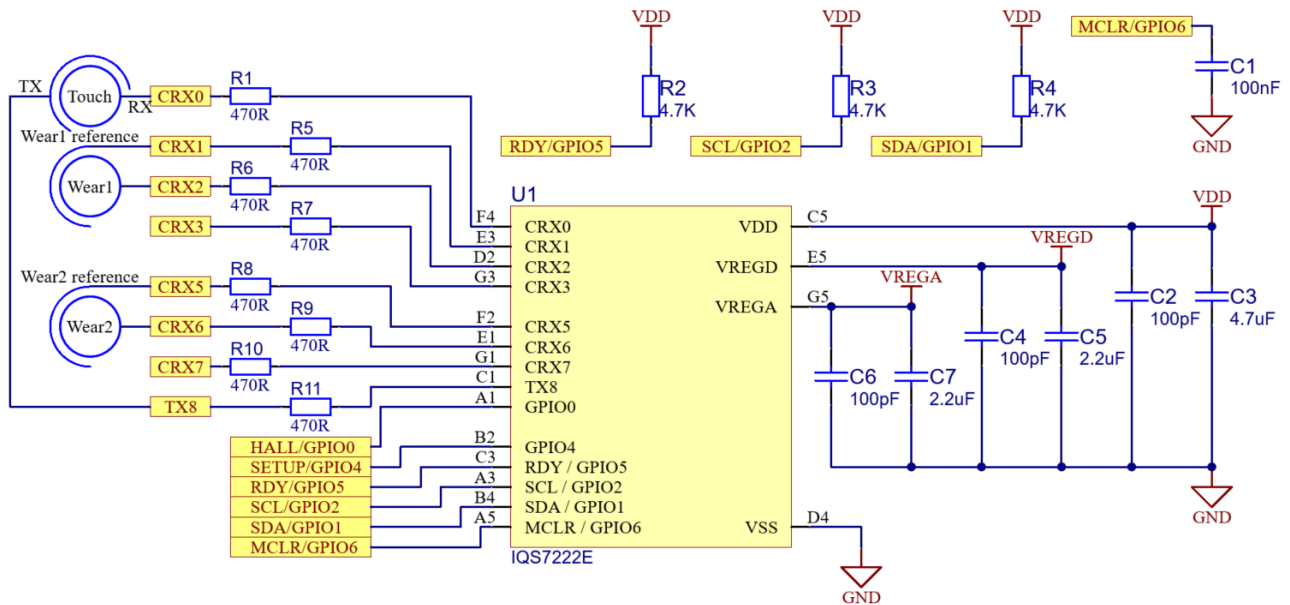 VDD
VDD
VDD
MCLR/GPIO6
C1
100nF
GND
R2
4.7K
R3
4.7K
R4
4.7K
RDY/GPIO5
SCL/GPIO2
SDA/GPIO1
TX
Touch
RX
CRX0
R1
470R
Wear1 reference
CRX1
R5
470R
Wear1
CRX2
R6
470R
CRX3
R7
470R
Wear2 reference
CRX5
R8
470R
Wear2
CRX6
R9
470R
CRX7
R10
470R
TX8
R11
470R
HALL/GPIO0
SETUP/GPIO4
RDY/GPIO5
SCL/GPIO2
SDA/GPIO1
MCLR/GPIO6
U1
F4 CRX0
E3 CRX1
D2 CRX2
G3 CRX3
F2 CRX5
E1 CRX6
G1 CRX7
C1 TX8
A1 GPIO0
B2 GPIO4
C3 RDY / GPIO5
A3 SCL / GPIO2
B4 SDA / GPIO1
A5 MCLR / GPIO6
VDD C5
VREGD E5
VREGA G5
VSS D4
IQS7222E
VDD
VREGD
VREGA
C2
100pF
C3
4.7uF
C4
100pF
C5
2.2uF
C6
100pF
C7
2.2uF
GND
GND